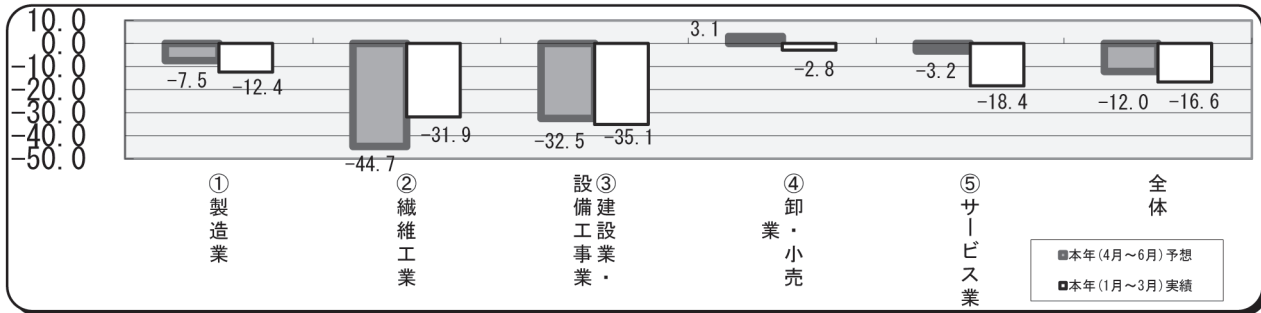 10.0
0.0
-10.0
-20.0
-30.0
-40.0
-50.0
-7.5
-12.4
-44.7
-31.9
-32.5
-35.1
3.1
-2.8
-3.2
-18.4
-12.0
-16.6
①製造業
②繊維工業
③建設業・
設備工事業
④卸・小売
業
⑤サービス業
全体
本年(4月～6月)予想
本年(1月～3月)実績